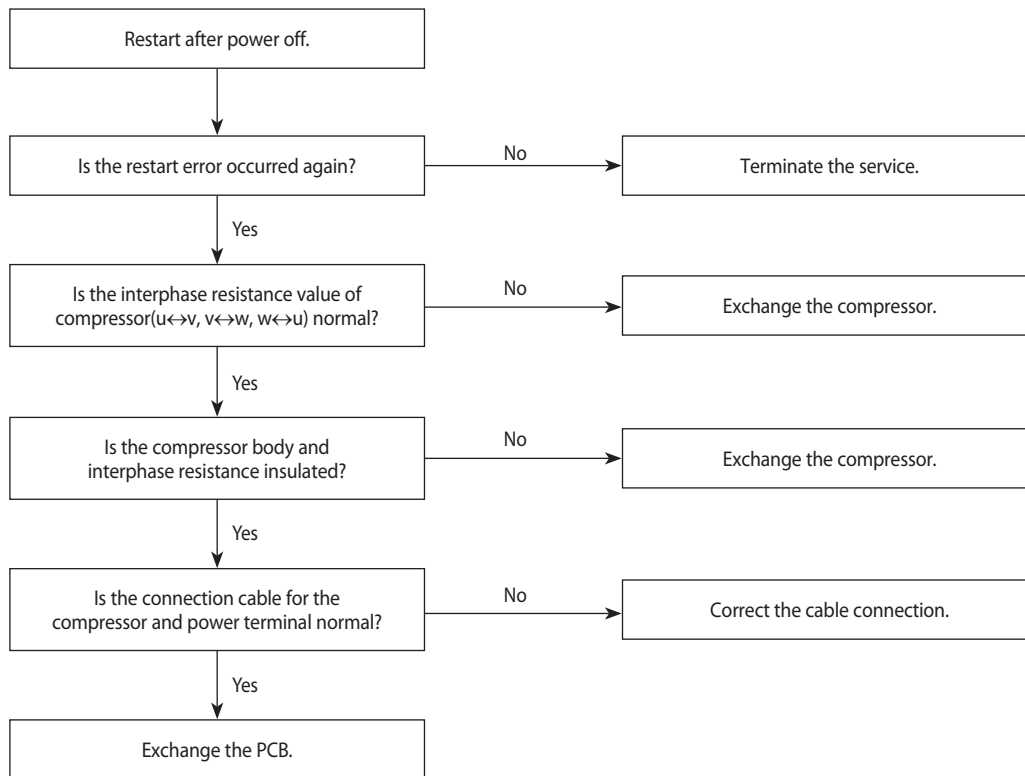 Restart after power off.
Is the restart error occurred again?
No
Terminate the service.
Yes
Is the interphase resistance value of
compressor(u↔v, v↔w, w↔u) normal?
No
Exchange the compressor.
Yes
Is the compressor body and
interphase resistance insulated?
No
Exchange the compressor.
Yes
Is the connection cable for the
compressor and power terminal normal?
No
Correct the cable connection.
Yes
Exchange the PCB.